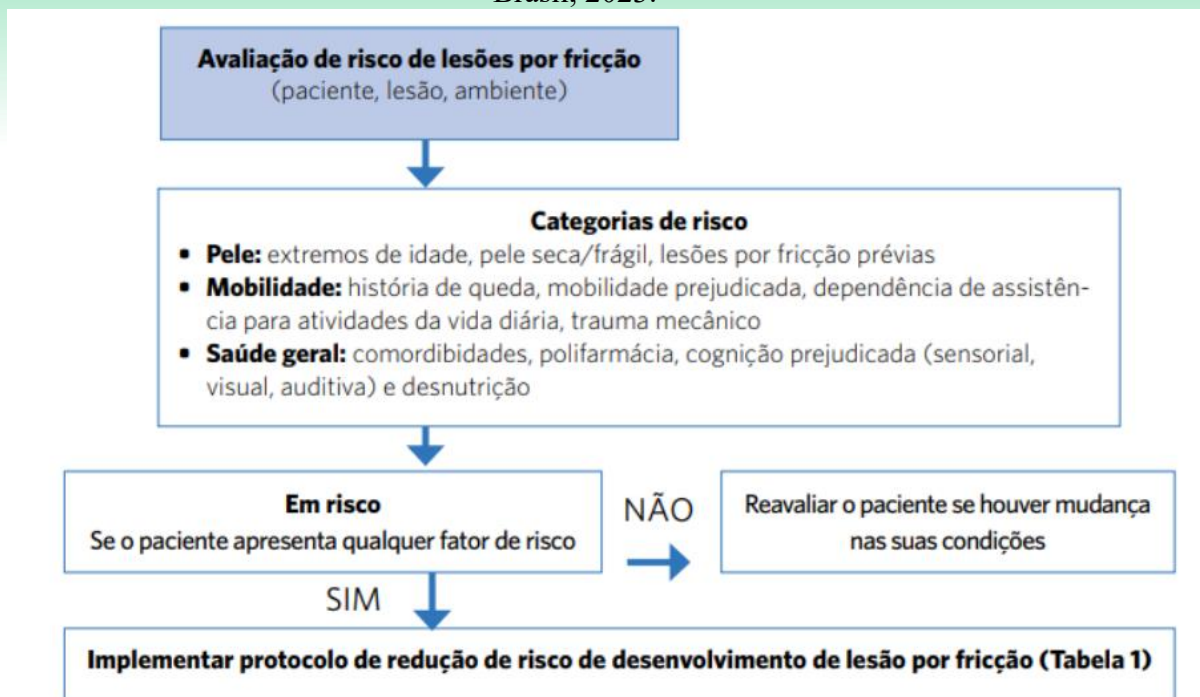 Brasil, 2023.
Avaliação de risco de lesões por fricção
(paciente, lesão, ambiente)
Categorias de risco
• Pele: extremos de idade, pele seca/frágil, lesões por fricção prévias
• Mobilidade: história de queda, mobilidade prejudicada, dependência de assistên-
cia para atividades da vida diária, trauma mecânico
• Saúde geral: comordibidades, polifarmácia, cognição prejudicada (sensorial,
visual, auditiva) e desnutrição
Em risco
Se o paciente apresenta qualquer fator de risco
NÃO
Reavaliar o paciente se houver mudança
nas suas condições
SIM
Implementar protocolo de redução de risco de desenvolvimento de lesão por fricção (Tabela 1)